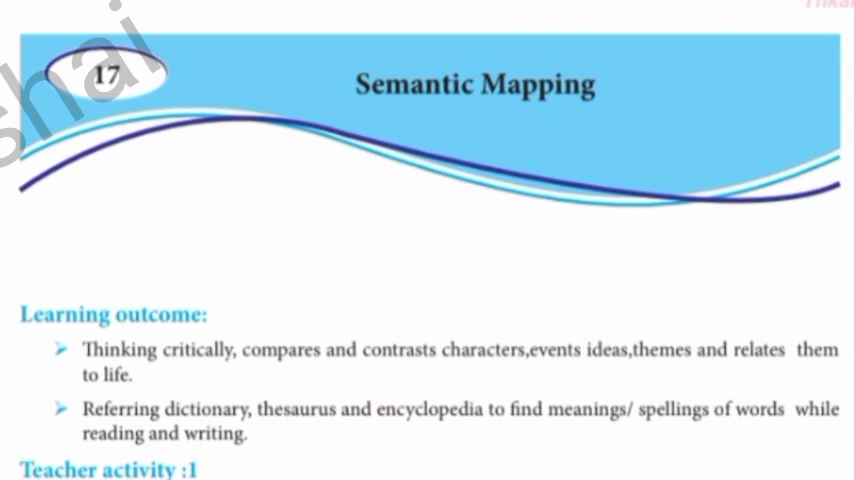 17
Semantic Mapping
Learning outcome:
➢ Thinking critically, compares and contrasts characters,events ideas,themes and relates them
to life.
➢ Referring dictionary, thesaurus and encyclopedia to find meanings/ spellings of words while
reading and writing.
Teacher activity :1